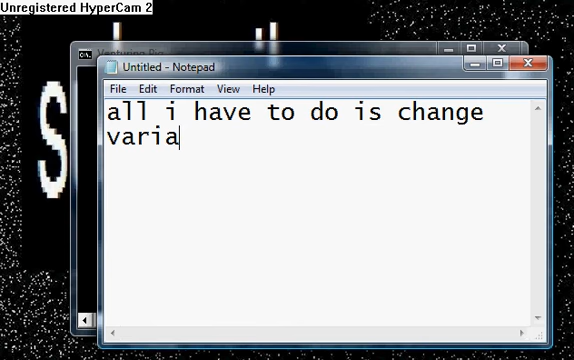 Unregistered HyperCam 2
Untitled - Notepad
File Edit Format View Help
all i have to do is change
varia